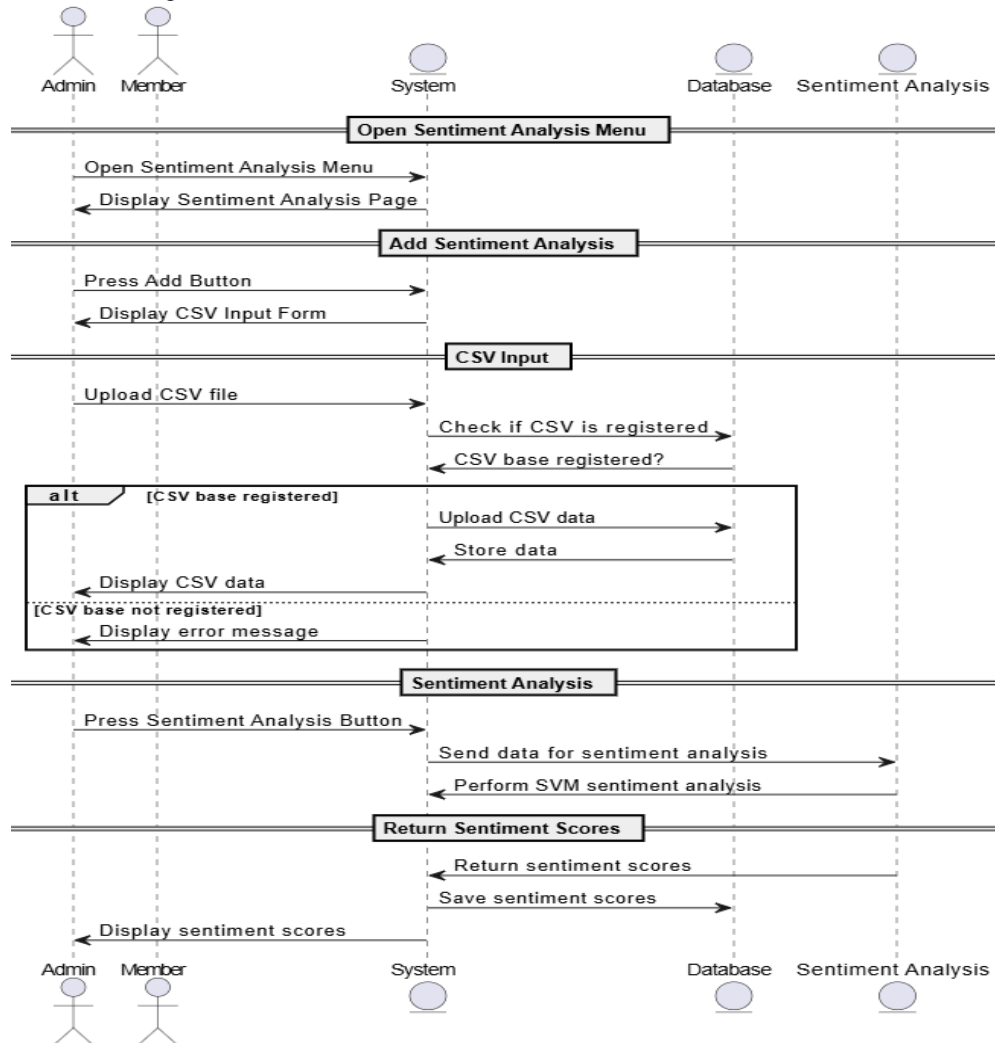 Admin Member System Database Sentiment Analysis
Open Sentiment Analysis Menu
Open Sentiment Analysis Menu
Display Sentiment Analysis Page
Add Sentiment Analysis
Press Add Button
Display CSV Input Form
CSV Input
Upload CSV file
Check if CSV is registered
CSV base registered?
alt [CSV base registered]
Upload CSV data
Store data
Display CSV data
[CSV base not registered]
Display error message
Sentiment Analysis
Press Sentiment Analysis Button
Send data for sentiment analysis
Perform SVM sentiment analysis
Return Sentiment Scores
Return sentiment scores
Save sentiment scores
Display sentiment scores
Admin Member System Database Sentiment Analysis